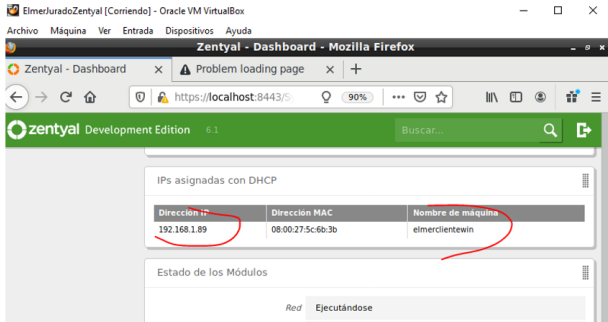 ElmerJuradoZentyal [Corriendo] - Oracle VM VirtualBox
Archivo Máquina Ver Entrada Dispositivos Ayuda
Zentyal - Dashboard - Mozilla Firefox
Zentyal - Dashboard
Problem loading page
https://localhost:8443/
90%
zentyal Development Edition 6.1
Buscar...
IPs asignadas con DHCP
Dirección IP Dirección MAC Nombre de máquina
192.168.1.89 08:00:27:5c:6b:3b elmerclientewin
Estado de los Módulos
Red Ejecutándose